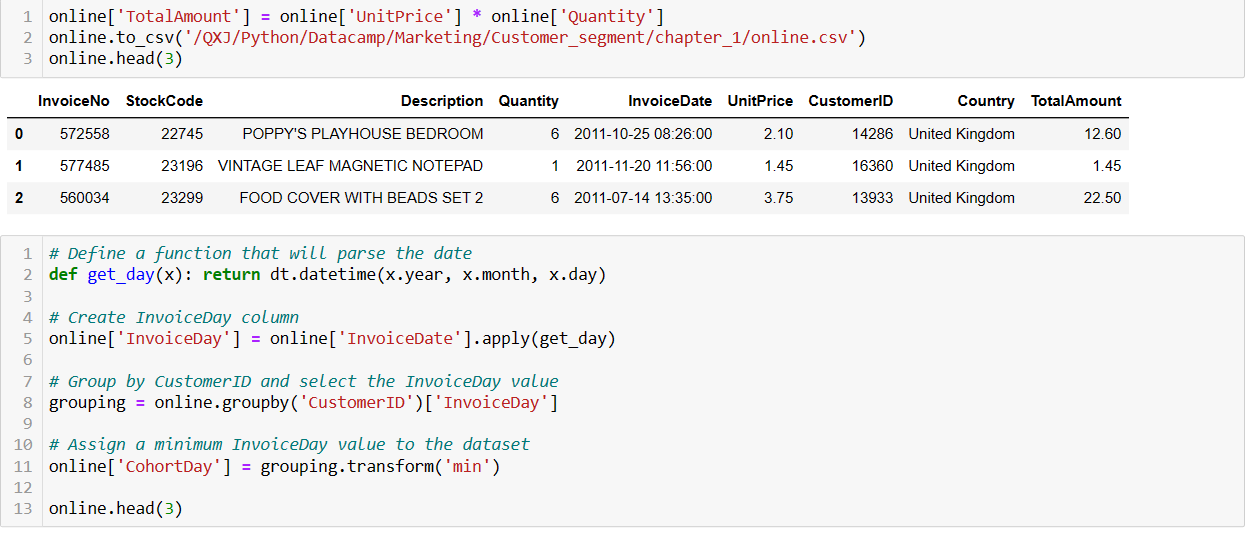 1 online['TotalAmount'] = online['UnitPrice'] * online['Quantity']
2 online.to_csv('/QXJ/Python/Datacamp/Marketing/Customer_segment/chapter_1/online.csv')
3 online.head(3)
InvoiceNo StockCode Description Quantity InvoiceDate UnitPrice CustomerID Country TotalAmount
0 572558 22745 POPPY'S PLAYHOUSE BEDROOM 6 2011-10-25 08:26:00 2.10 14286 United Kingdom 12.60
1 577485 23196 VINTAGE LEAF MAGNETIC NOTEPAD 1 2011-11-20 11:56:00 1.45 16360 United Kingdom 1.45
2 560034 23299 FOOD COVER WITH BEADS SET 2 6 2011-07-14 13:35:00 3.75 13933 United Kingdom 22.50
1 # Define a function that will parse the date
2 def get_day(x): return dt.datetime(x.year, x.month, x.day)
3
4 # Create InvoiceDay column
5 online['InvoiceDay'] = online['InvoiceDate'].apply(get_day)
6
7 # Group by CustomerID and select the InvoiceDay value
8 grouping = online.groupby('CustomerID')['InvoiceDay']
9
10 # Assign a minimum InvoiceDay value to the dataset
11 online['CohortDay'] = grouping.transform('min')
12
13 online.head(3)